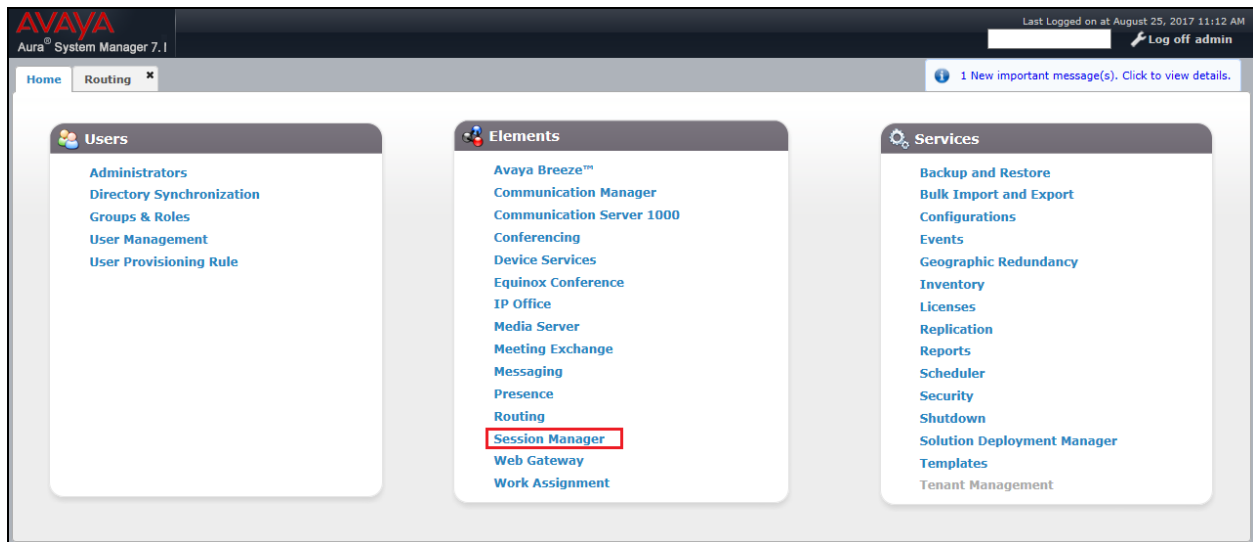 AVAYA
Aura® System Manager 7.1
Last Logged on at August 25, 2017 11:12 AM
Log off admin
Home
Routing
1 New important message(s). Click to view details.
Users
Administrators
Directory Synchronization
Groups & Roles
User Management
User Provisioning Rule
Elements
Avaya Breeze™
Communication Manager
Communication Server 1000
Conferencing
Device Services
Equinox Conference
IP Office
Media Server
Meeting Exchange
Messaging
Presence
Routing
Session Manager
Web Gateway
Work Assignment
Services
Backup and Restore
Bulk Import and Export
Configurations
Events
Geographic Redundancy
Inventory
Licenses
Replication
Reports
Scheduler
Security
Shutdown
Solution Deployment Manager
Templates
Tenant Management